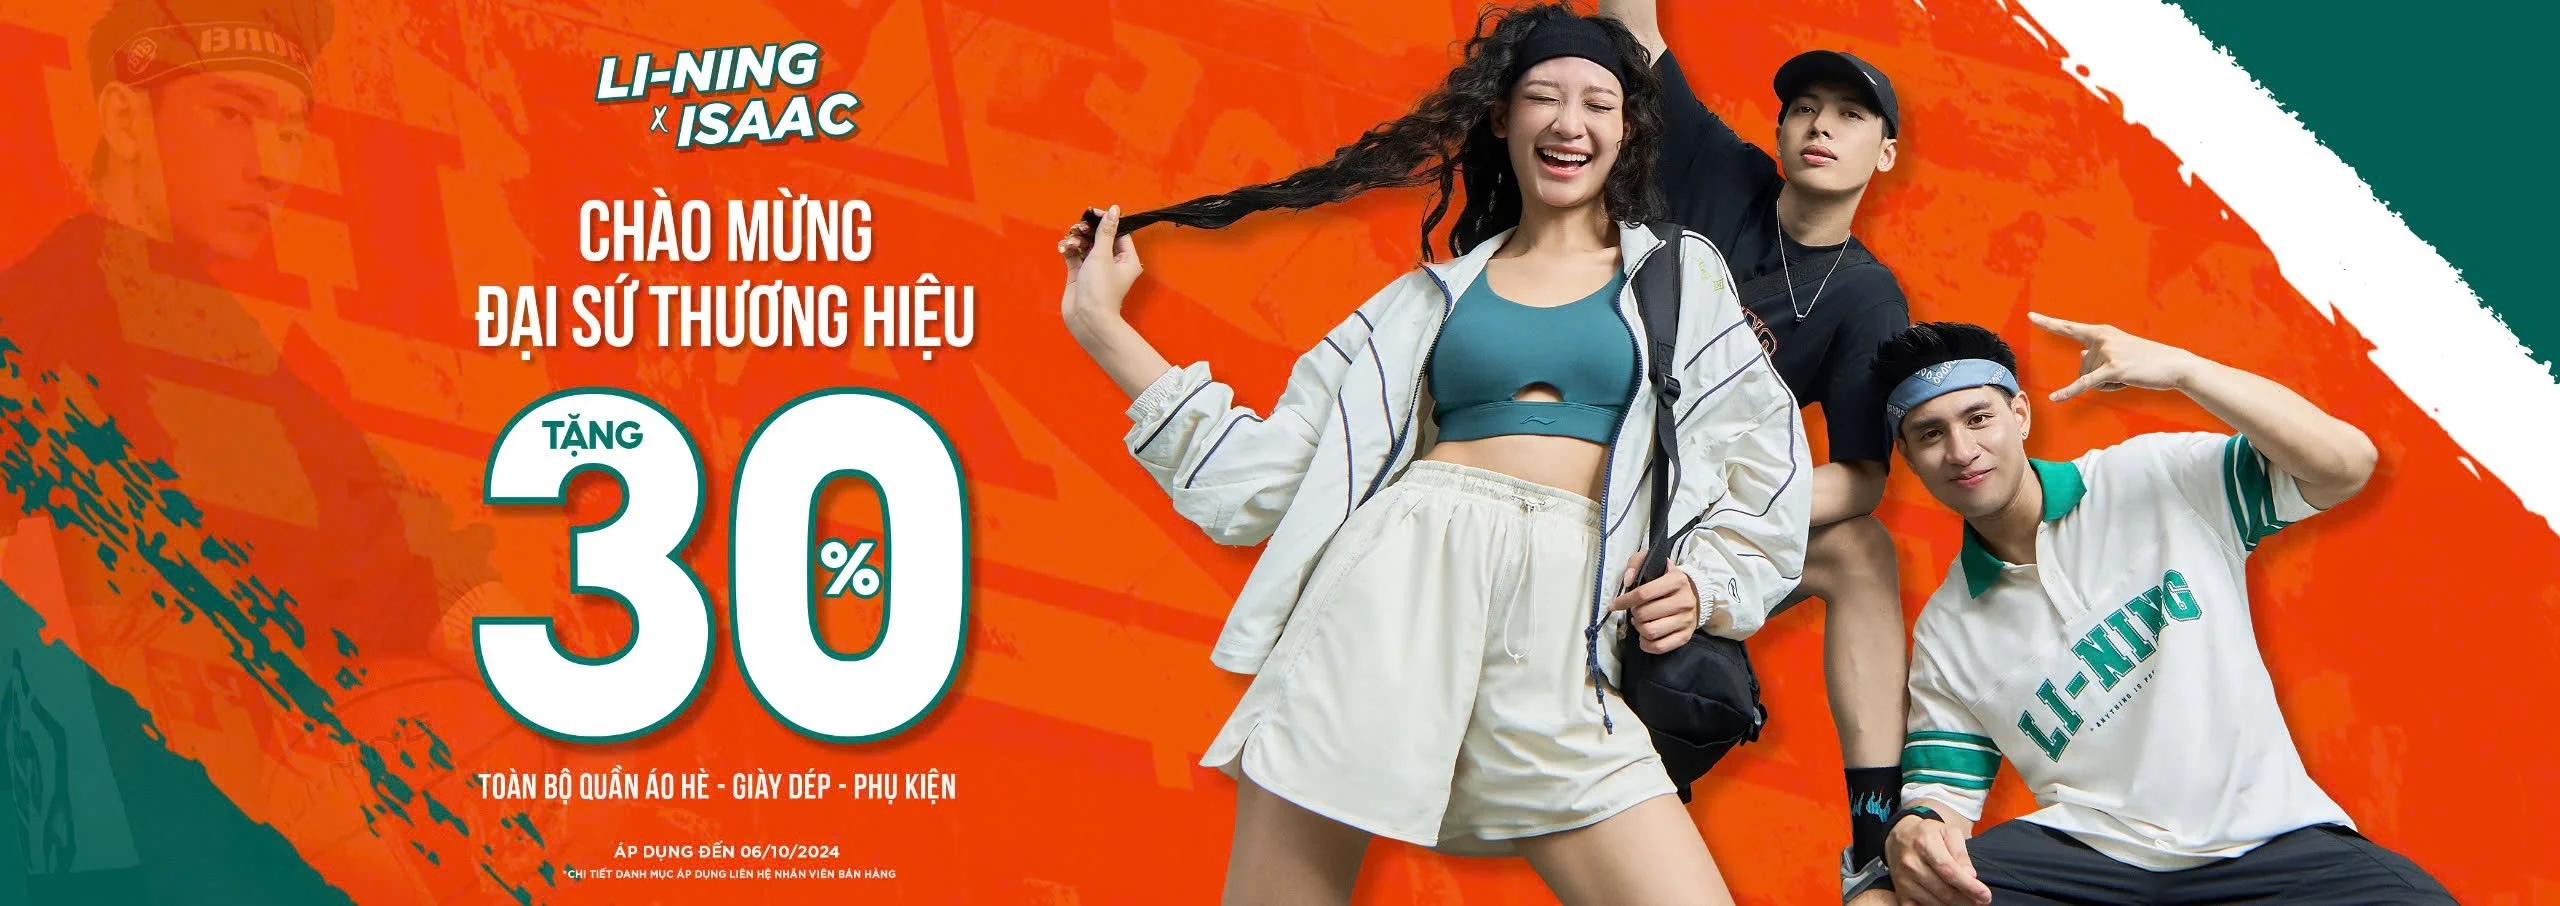 LI-NING
X ISAAC
CHÀO MỪNG
ĐẠI SỨ THƯƠNG HIỆU
TẶNG
30%
TOÀN BỘ QUẦN ÁO HÈ - GIÀY DÉP - PHỤ KIỆN
ÁP DỤNG ĐẾN 06/10/2024
*CHI TIẾT DANH MỤC ÁP DỤNG LIÊN HỆ NHÂN VIÊN BÁN HÀNG
LI-NING
ANYTHING IS